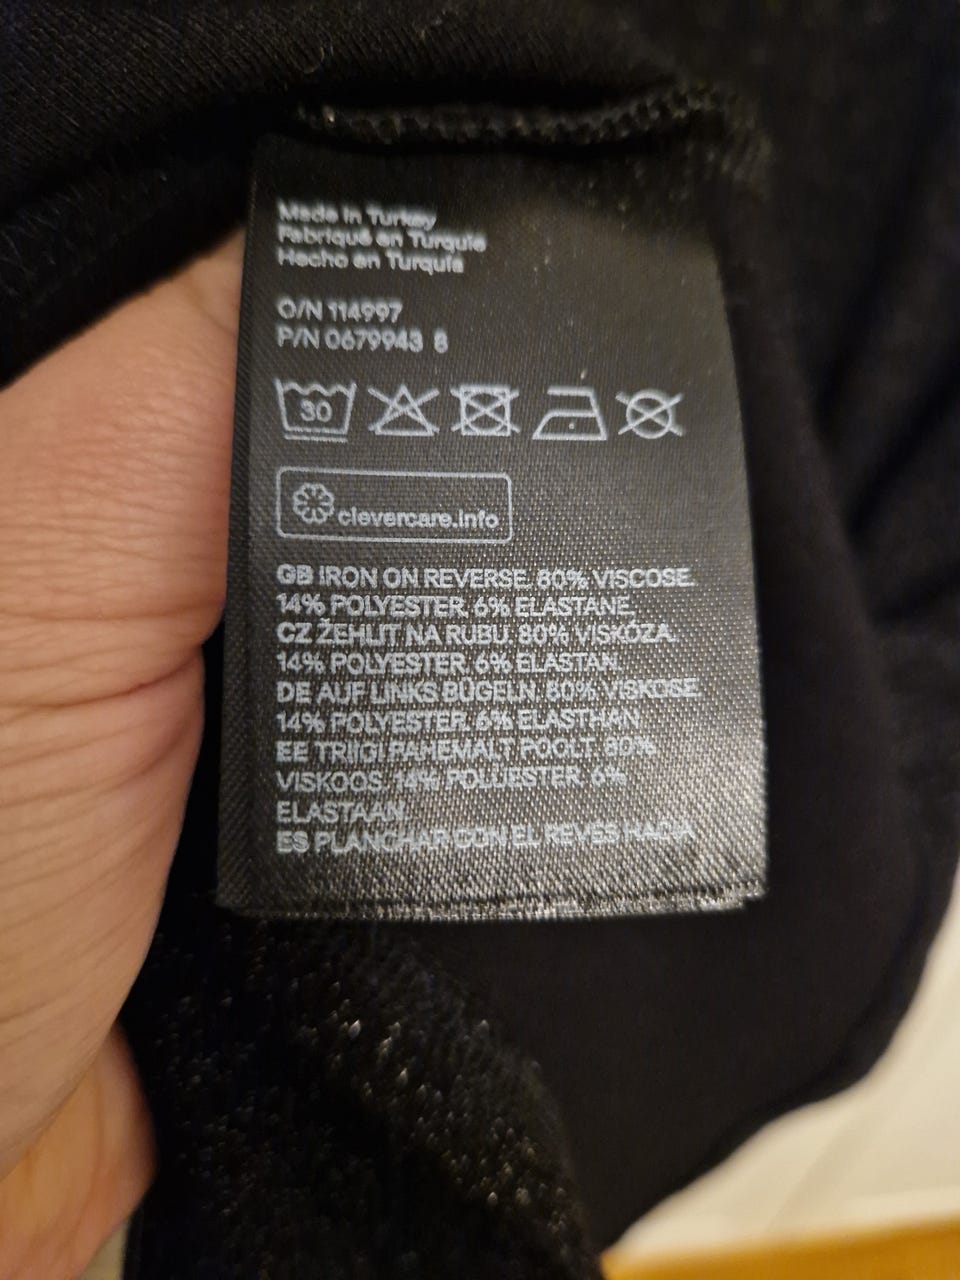 Made in Turkey
Fabriqué en Turquie
Hecho en Turquía
O/N 114997
P/N 0679943 8
30
clevercare.info
GB IRON ON REVERSE. 80% VISCOSE.
14% POLYESTER. 6% ELASTANE.
CZ ŽEHLIT NA RUBU. 80% VISKÓZA.
14% POLYESTER. 6% ELASTAN.
DE AUF LINKS BÜGELN. 80% VISKOSE
14% POLYESTER. 6% ELASTHAN
EE TRIIGI PAHEMALT POOLT. 80%
VISKOOS. 14% POLÜESTER. 6%
ELASTAAN.
ES PLANCHAR CON EL REVÉS HACIA